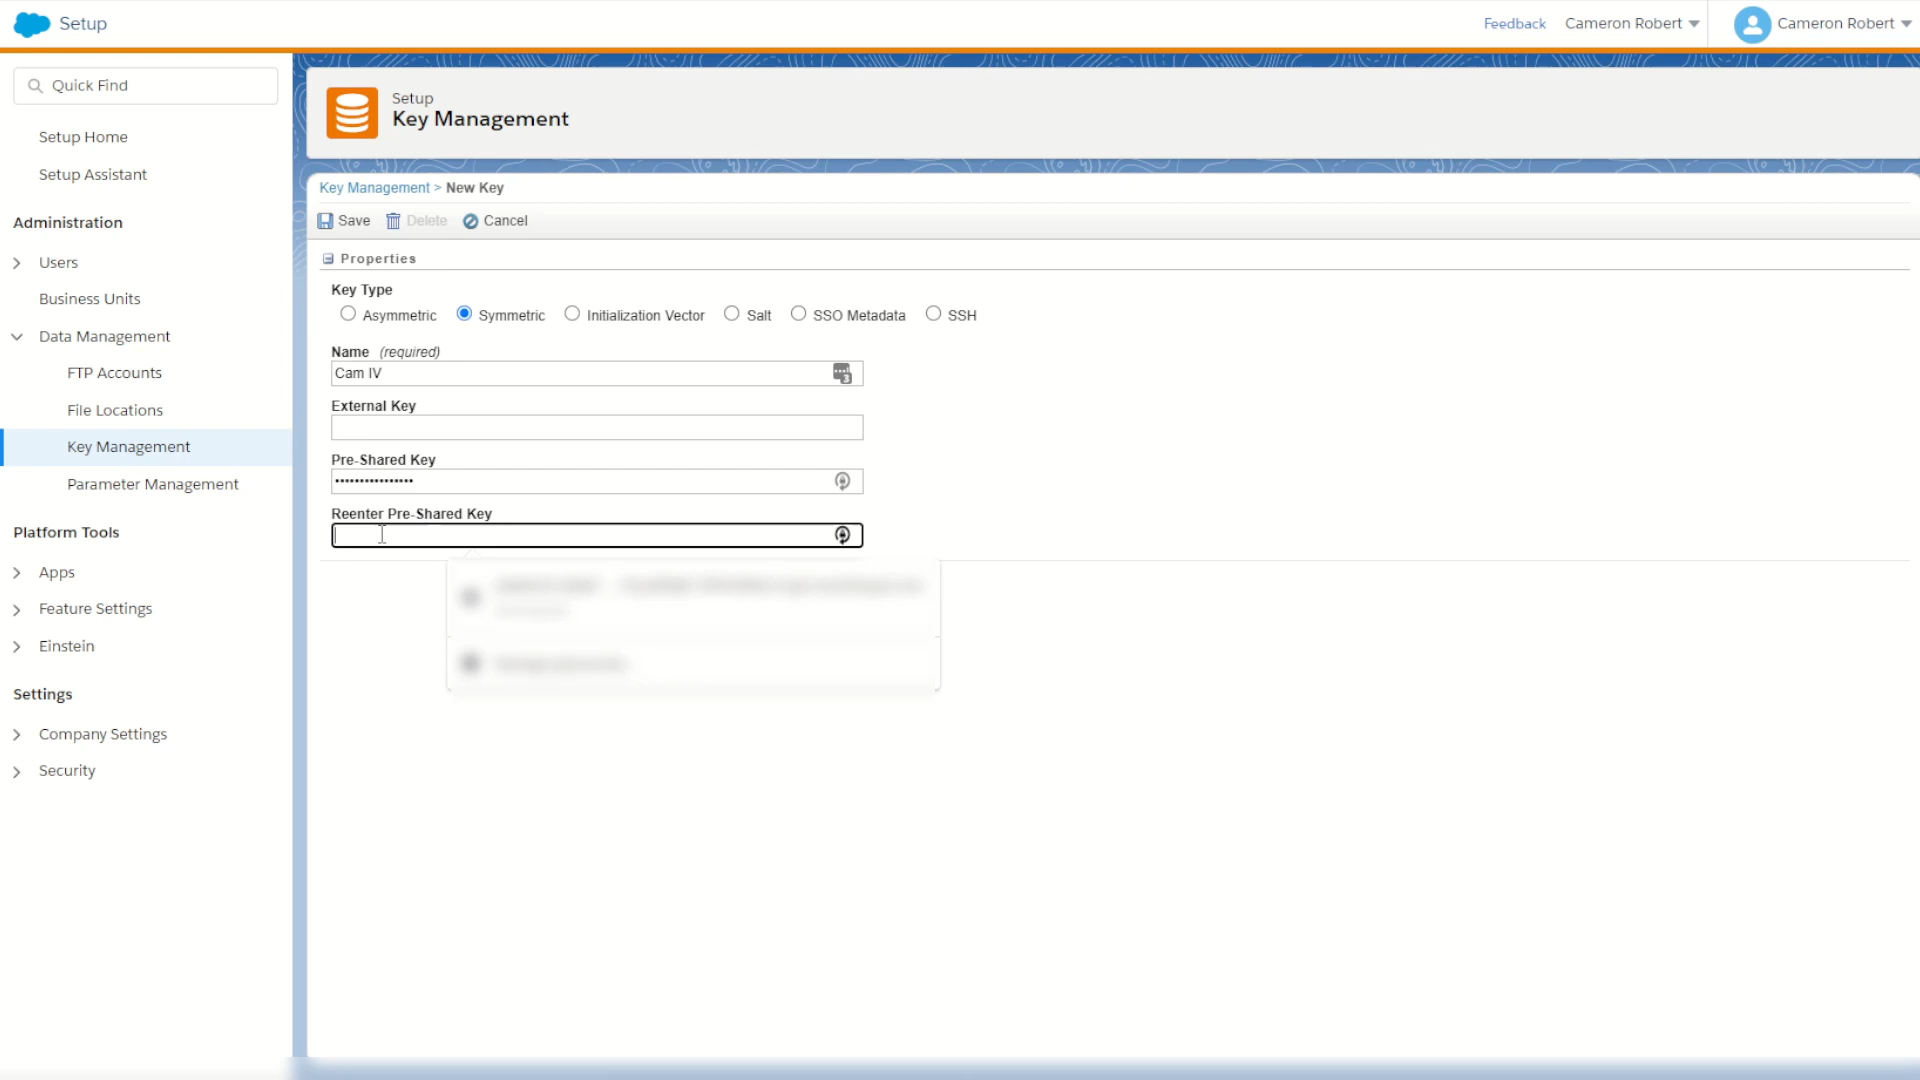 Setup
Feedback
Cameron Robert
Cameron Robert
Quick Find
Setup Home
Setup Assistant
Administration
Users
Business Units
Data Management
FTP Accounts
File Locations
Key Management
Parameter Management
Platform Tools
Apps
Feature Settings
Einstein
Settings
Company Settings
Security
Setup
Key Management
Key Management > New Key
Save Delete Cancel
Properties
Key Type
Asymmetric Symmetric Initialization Vector Salt SSO Metadata SSH
Name (required)
Cam IV
3
External Key
Pre-Shared Key
••••••••••••••••
Reenter Pre-Shared Key